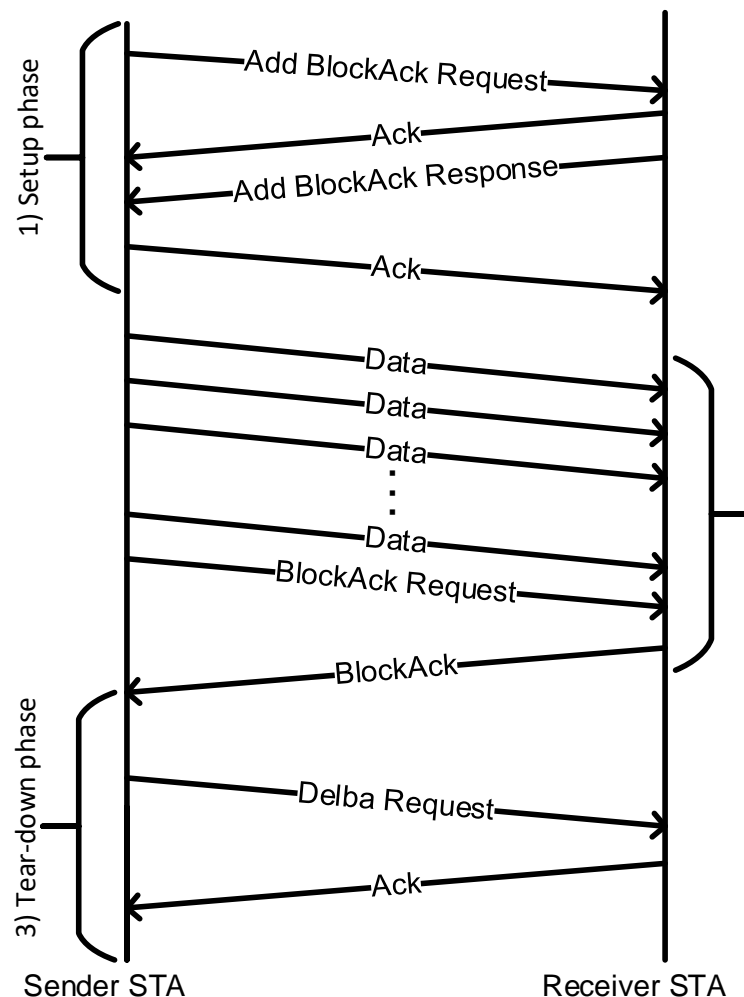 1) Setup phase
Add BlockAck Request
Ack
Add BlockAck Response
Ack
Data
Data
Data
Data
BlockAck Request
BlockAck
3) Tear-down phase
Delba Request
Ack
Sender STA
Receiver STA